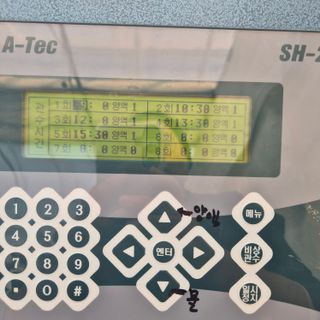 A-Tec
SH-2
관수시간
1회 9: 0 양액 1 2회 10:30 양액 1
3회 12: 0 양액 1 4회 13:30 양액 1
5회 15:30 양액 1 6회 0: 0 양액 0
7회 0: 0 양액 0 8회 0: 0 양액 0
1 2 3
양액
메뉴
4 5 6
엔터
비상관수
7 8 9
0 #
물
일시정지